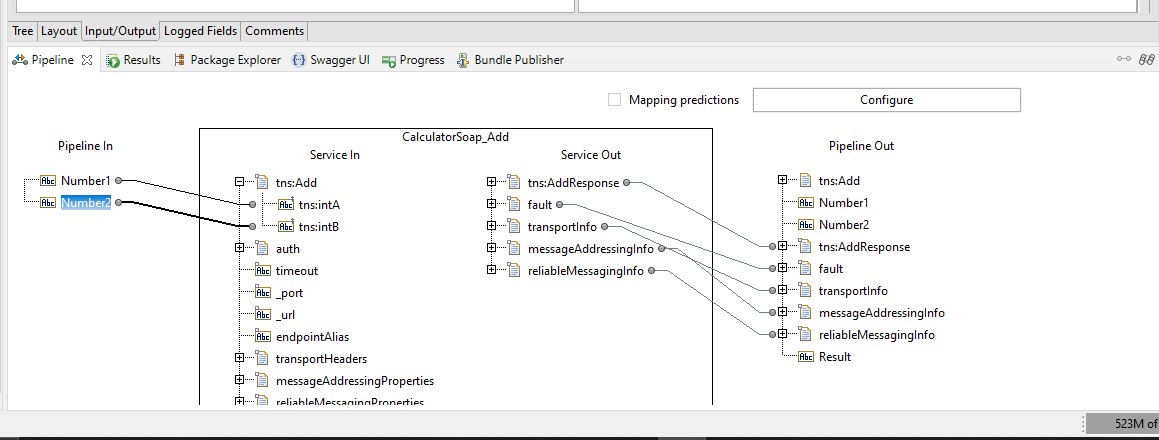 Tree Layout Input/Output Logged Fields Comments
Pipeline Results Package Explorer Swagger UI Progress Bundle Publisher
Mapping predictions Configure
CalculatorSoap_Add
Pipeline In
Number1
Number2
Service In
tns:Add
tns:intA
tns:intB
auth
timeout
_port
_url
endpointAlias
transportHeaders
messageAddressingProperties
reliableMessagingProperties
Service Out
tns:AddResponse
fault
transportInfo
messageAddressingInfo
reliableMessagingInfo
Pipeline Out
tns:Add
Number1
Number2
tns:AddResponse
fault
transportInfo
messageAddressingInfo
reliableMessagingInfo
Result
523M of